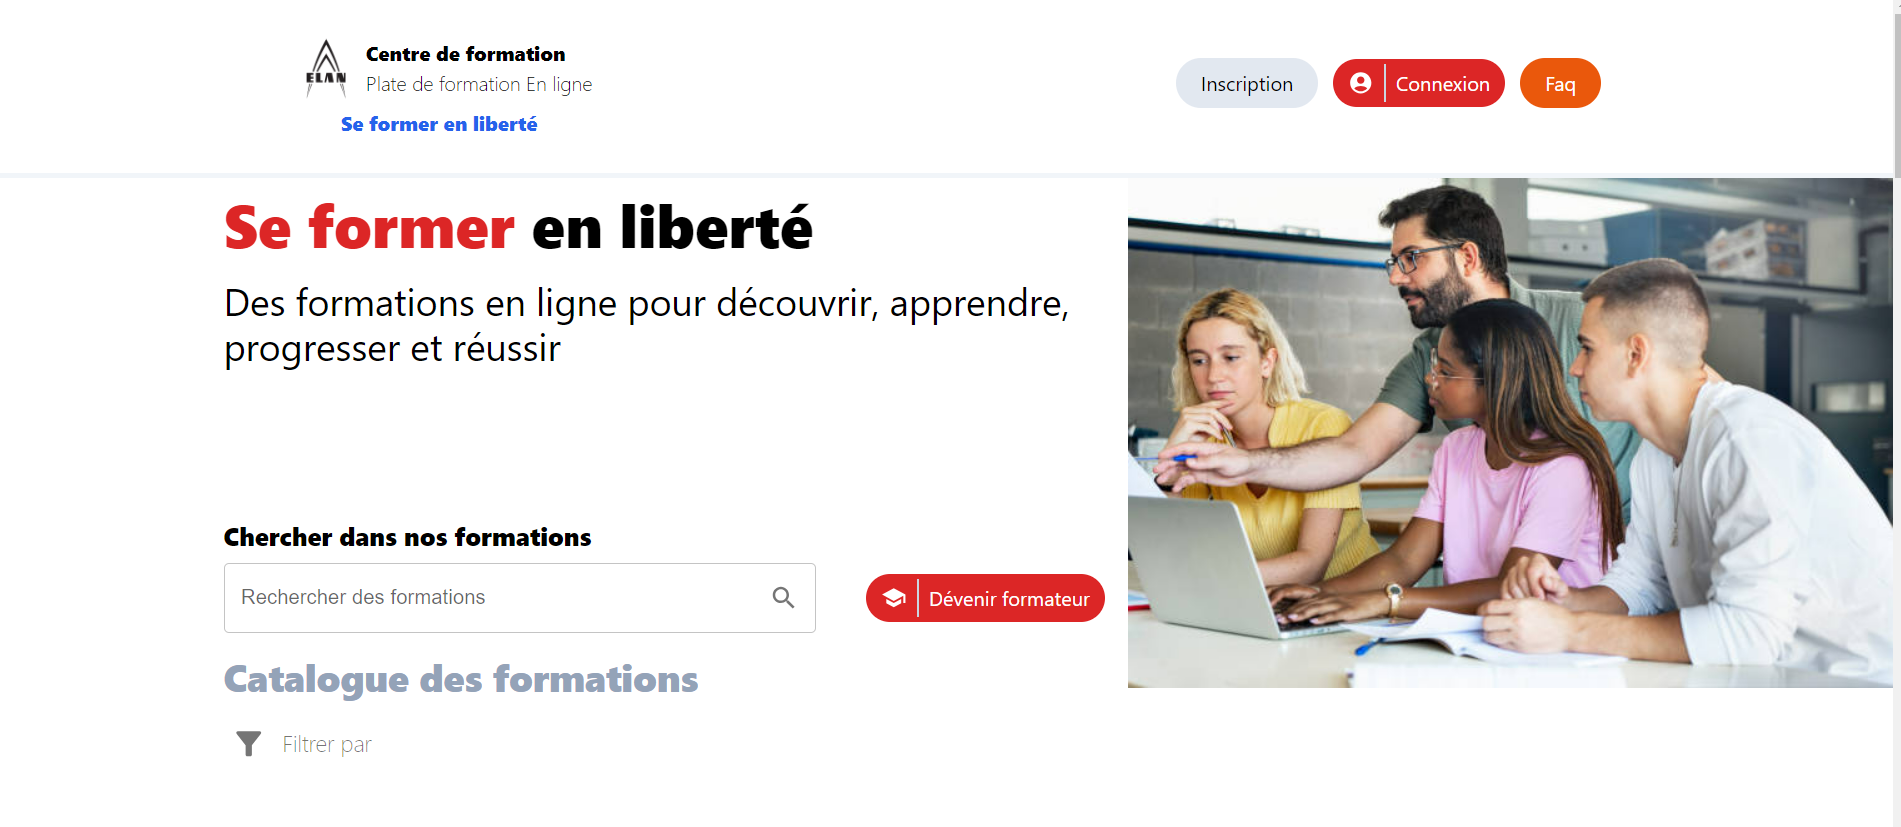 ELAN
Centre de formation
Plate de formation En ligne
Se former en liberté
Inscription
Connexion
Faq
Se former en liberté
Des formations en ligne pour découvrir, apprendre,
progresser et réussir
Chercher dans nos formations
Rechercher des formations
Dévenir formateur
Catalogue des formations
Filtrer par